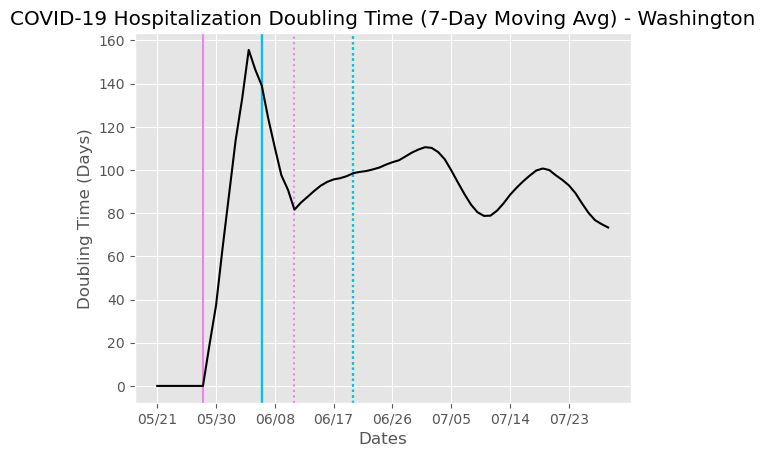 COVID-19 Hospitalization Doubling Time (7-Day Moving Avg) - Washington
160
140
120
100
80
60
40
20
0
Doubling Time (Days)
05/21 05/30 06/08 06/17 06/26 07/05 07/14 07/23
Dates